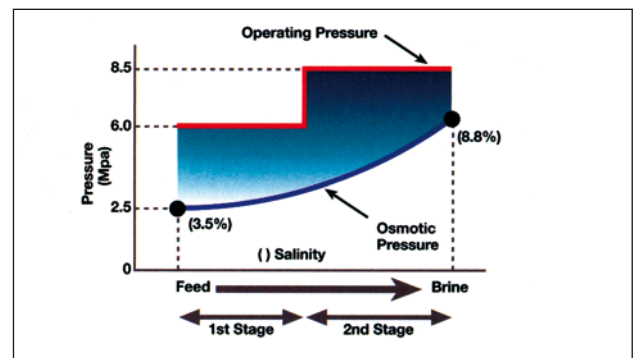 Operating Pressure
8.5
6.0
(8.8%)
Pressure
(Mpa)
2.5
(3.5%)
Osmotic
Pressure
( ) Salinity
0
Feed
Brine
1st Stage
2nd Stage